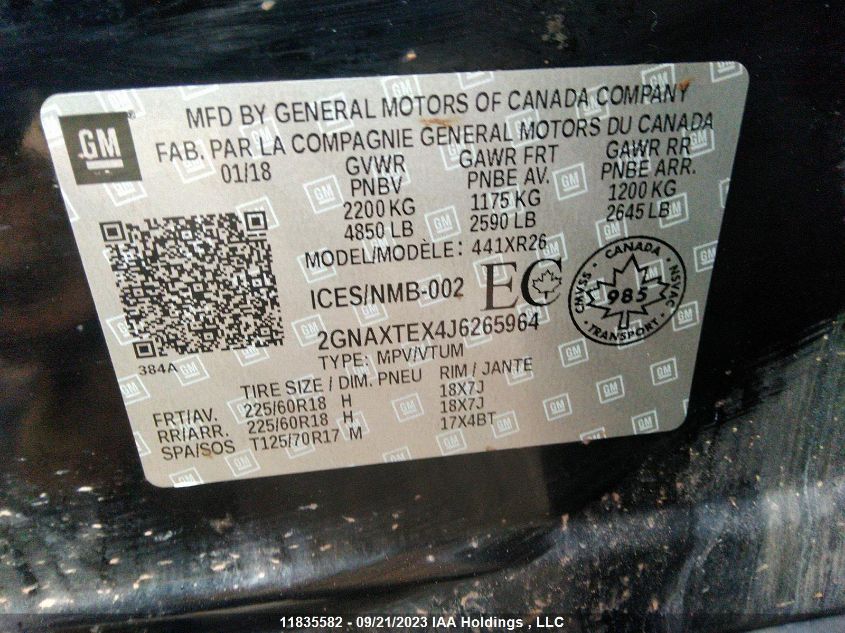 GM
MFD BY GENERAL MOTORS OF CANADA COMPANY
FAB. PAR LA COMPAGNIE GENERAL MOTORS DU CANADA
01/18 GVWR GAWR FRT GAWR RR
PNBV PNBE AV. PNBE ARR.
2200 KG 1175 KG 1200 KG
4850 LB 2590 LB 2645 LB
MODEL/MODÈLE: 441XR26
ICES/NMB-002 EC
CANADA
CMVSS 985 NSVAC
TRANSPORT
2GNAXTEX4J6265964
384A
TYPE: MPV/VTUM
TIRE SIZE / DIM. PNEU RIM / JANTE
FRT/AV. 225/60R18 H 18X7J
RR/ARR. 225/60R18 H 18X7J
SPA/SOS T125/70R17 M 17X4BT
11835582 - 09/21/2023 IAA Holdings , LLC